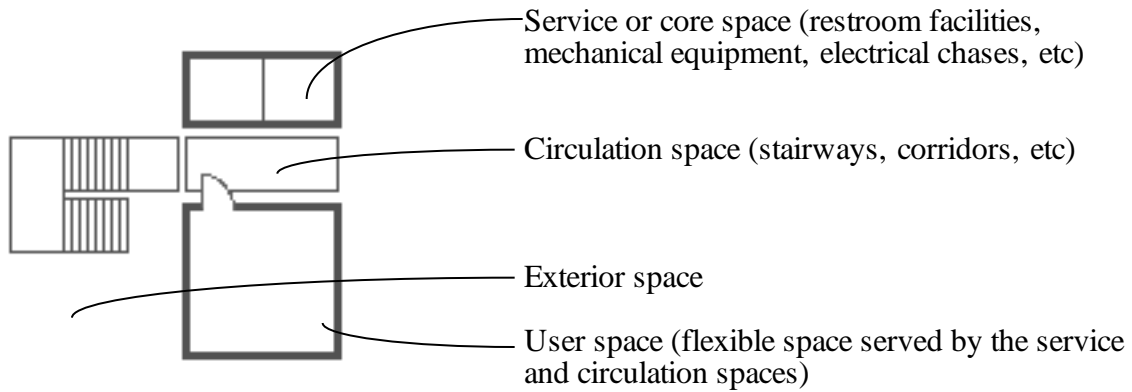 Service or core space (restroom facilities,
mechanical equipment, electrical chases, etc)
Circulation space (stairways, corridors, etc)
Exterior space
User space (flexible space served by the service
and circulation spaces)